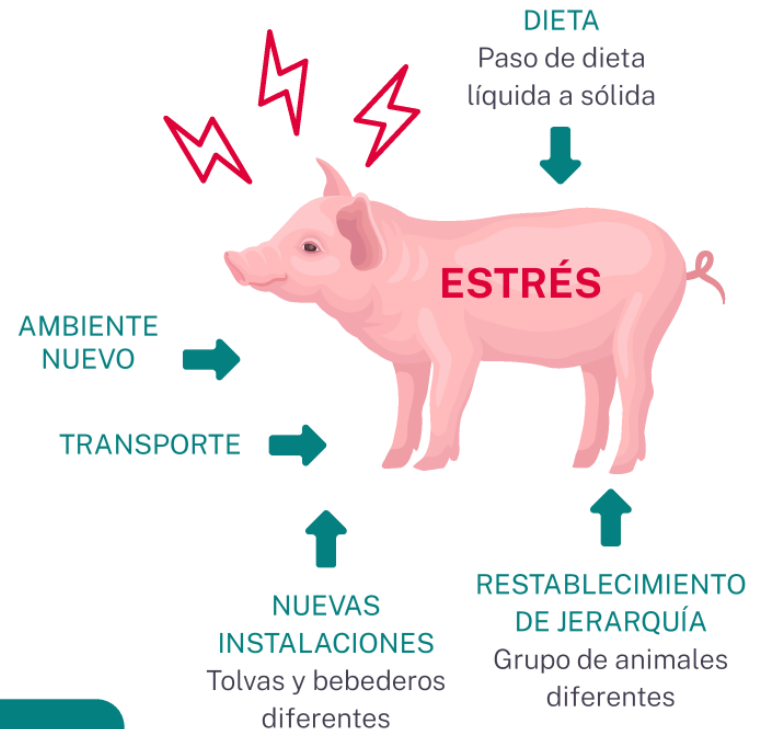 DIETA
Paso de dieta
líquida a sólida
ESTRÉS
AMBIENTE
NUEVO
TRANSPORTE
NUEVAS
INSTALACIONES
Tolvas y bebederos
diferentes
RESTABLECIMIENTO
DE JERARQUÍA
Grupo de animales
diferentes